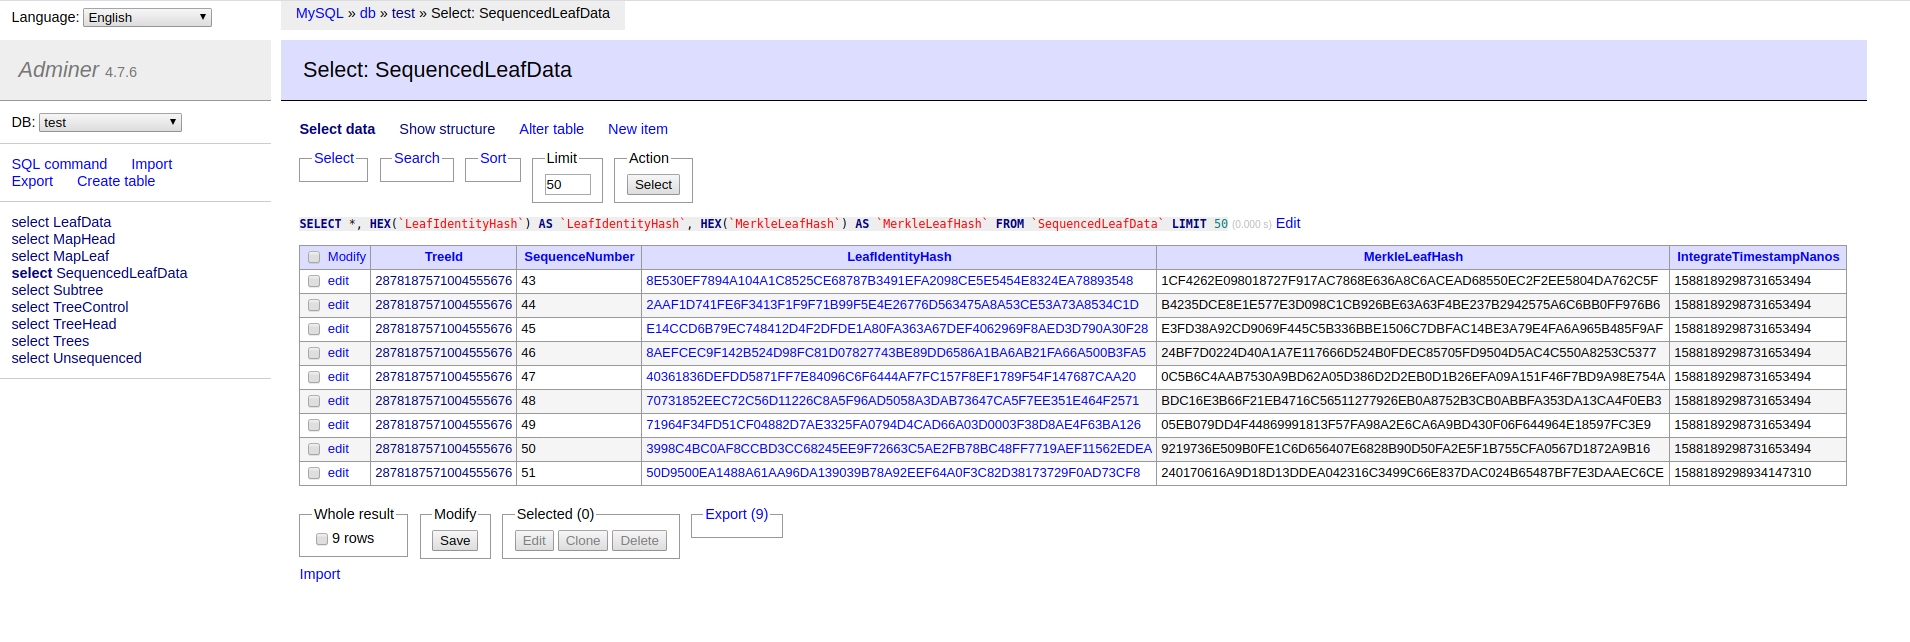 Language: English
MySQL » db » test » Select: SequencedLeafData
Adminer 4.7.6
Select: SequencedLeafData
DB: test
SQL command Import
Export Create table
select LeafData
select MapHead
select MapLeaf
select SequencedLeafData
select Subtree
select TreeControl
select TreeHead
select Trees
select Unsequenced
Select data Show structure Alter table New item
Select Search Sort Limit Action
50 Select
SELECT *, HEX(`LeafIdentityHash`) AS `LeafIdentityHash`, HEX(`MerkleLeafHash`) AS `MerkleLeafHash` FROM `SequencedLeafData` LIMIT 50 (0.000 s) Edit
Modify TreeId SequenceNumber LeafIdentityHash MerkleLeafHash IntegrateTimestampNanos
edit 2878187571004555676 43 8E530EF7894A104A1C8525CE68787B3491EFA2098CE5E5454E8324EA78893548 1CF4262E098018727F917AC7868E636A8C6ACEAD68550EC2F2EE5804DA762C5F 1588189298731653494
edit 2878187571004555676 44 2AAF1D741FE6F3413F1F9F71B99F5E4E26776D563475A8A53CE53A73A8534C1D B4235DCE8E1E577E3D098C1CB926BE63A63F4BE237B2942575A6C6BB0FF976B6 1588189298731653494
edit 2878187571004555676 45 E14CCD6B79EC748412D4F2DFDE1A80FA363A67DEF4062969F8AED3D790A30F28 E3FD38A92CD9069F445C5B336BBE1506C7DBFAC14BE3A79E4FA6A965B485F9AF 1588189298731653494
edit 2878187571004555676 46 8AEFCEC9F142B524D98FC81D07827743BE89DD6586A1BA6AB21FA66A500B3FA5 24BF7D0224D40A1A7E117666D524B0FDEC85705FD9504D5AC4C550A8253C5377 1588189298731653494
edit 2878187571004555676 47 40361836DEFDD5871FF7E84096C6F6444AF7FC157F8EF1789F54F147687CAA20 0C5B6C4AAB7530A9BD62A05D386D2D2EB0D1B26EFA09A151F46F7BD9A98E754A 1588189298731653494
edit 2878187571004555676 48 70731852EEC72C56D11226C8A5F96AD5058A3DAB73647CA5F7EE351E464F2571 BDC16E3B66F21EB4716C56511277926EB0A8752B3CB0ABBFA353DA13CA4F0EB3 1588189298731653494
edit 2878187571004555676 49 71964F34FD51CF04882D7AE3325FA0794D4CAD66A03D0003F38D8AE4F63BA126 05EB079DD4F44869991813F57FA98A2E6CA6A9BD430F06F644964E18597FC3E9 1588189298731653494
edit 2878187571004555676 50 3998C4BC0AF8CCBD3CC68245EE9F72663C5AE2FB78BC48FF7719AEF11562EDEA 9219736E509B0FE1C6D656407E6828B90D50FA2E5F1B755CFA0567D1872A9B16 1588189298731653494
edit 2878187571004555676 51 50D9500EA1488A61AA96DA139039B78A92EEF64A0F3C82D38173729F0AD73CF8 240170616A9D18D13DDEA042316C3499C66E837DAC024B65487BF7E3DAAEC6CE 1588189298934147310
Whole result Modify Selected (0) Export (9)
9 rows Save Edit Clone Delete
Import